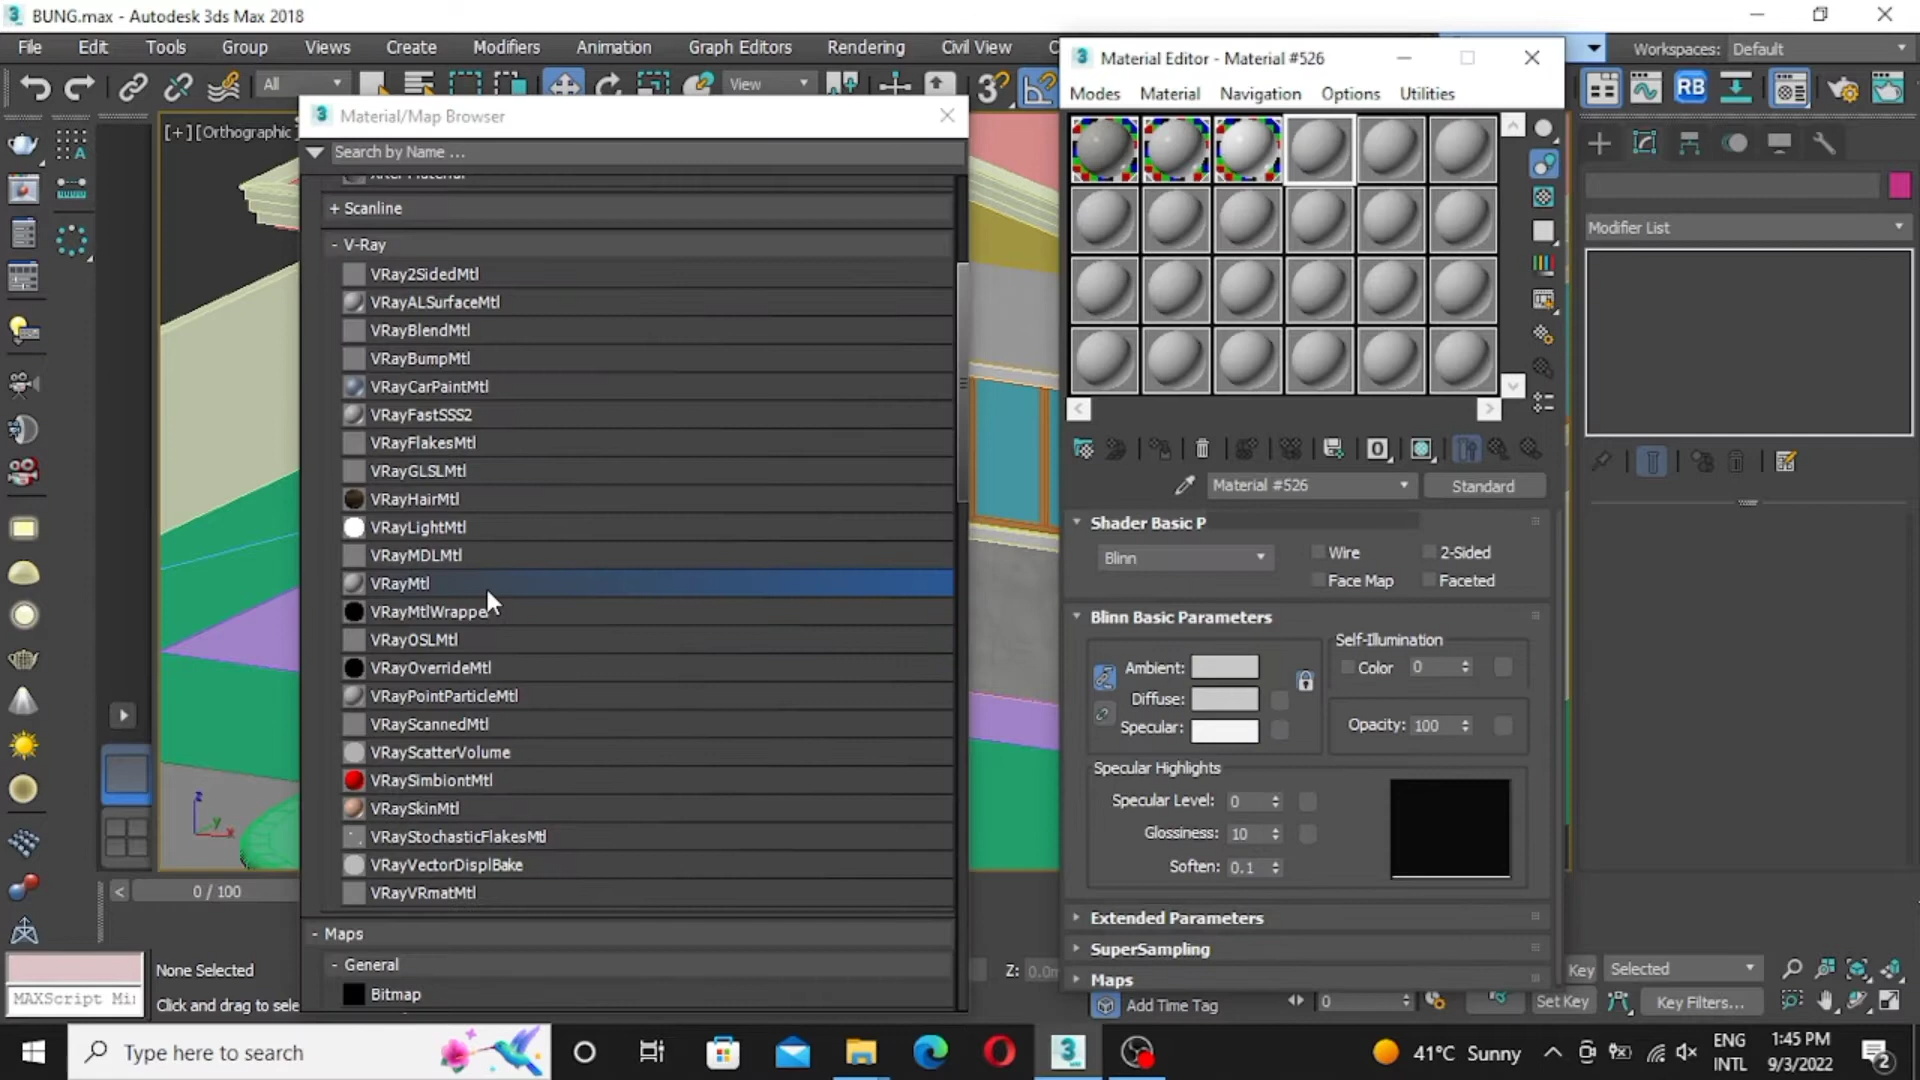 BUNG.max - Autodesk 3ds Max 2018
File Edit Tools Group Views Create Modifiers Animation Graph Editors Rendering Civil View
Workspaces: Default
All
View
[+] [Orthographic
Material/Map Browser
Search by Name ...
+ Scanline
- V-Ray
VRay2SidedMtl
VRayALSurfaceMtl
VRayBlendMtl
VRayBumpMtl
VRayCarPaintMtl
VRayFastSSS2
VRayFlakesMtl
VRayGLSLMtl
VRayHairMtl
VRayLightMtl
VRayMDLMtl
VRayMtl
VRayMtlWrapper
VRayOSLMtl
VRayOverrideMtl
VRayPointParticleMtl
VRayScannedMtl
VRayScatterVolume
VRaySimbiontMtl
VRaySkinMtl
VRayStochasticFlakesMtl
VRayVectorDisplBake
VRayVRmatMtl
- Maps
- General
Bitmap
Material Editor - Material #526
Modes Material Navigation Options Utilities
Material #526
Standard
Shader Basic P
Blinn
Wire
2-Sided
Face Map
Faceted
Blinn Basic Parameters
Self-Illumination
Ambient:
Color 0
Diffuse:
Specular:
Opacity: 100
Specular Highlights
Specular Level: 0
Glossiness: 10
Soften: 0.1
Extended Parameters
SuperSampling
Maps
RB
Modifier List
z
y
x
0 / 100
None Selected
Click and drag to sele
MAXScript Mi
Z: 0.0m
Add Time Tag
0
Key
Selected
Set Key
Key Filters...
Type here to search
41°C Sunny
ENG
INTL
1:45 PM
9/3/2022
2